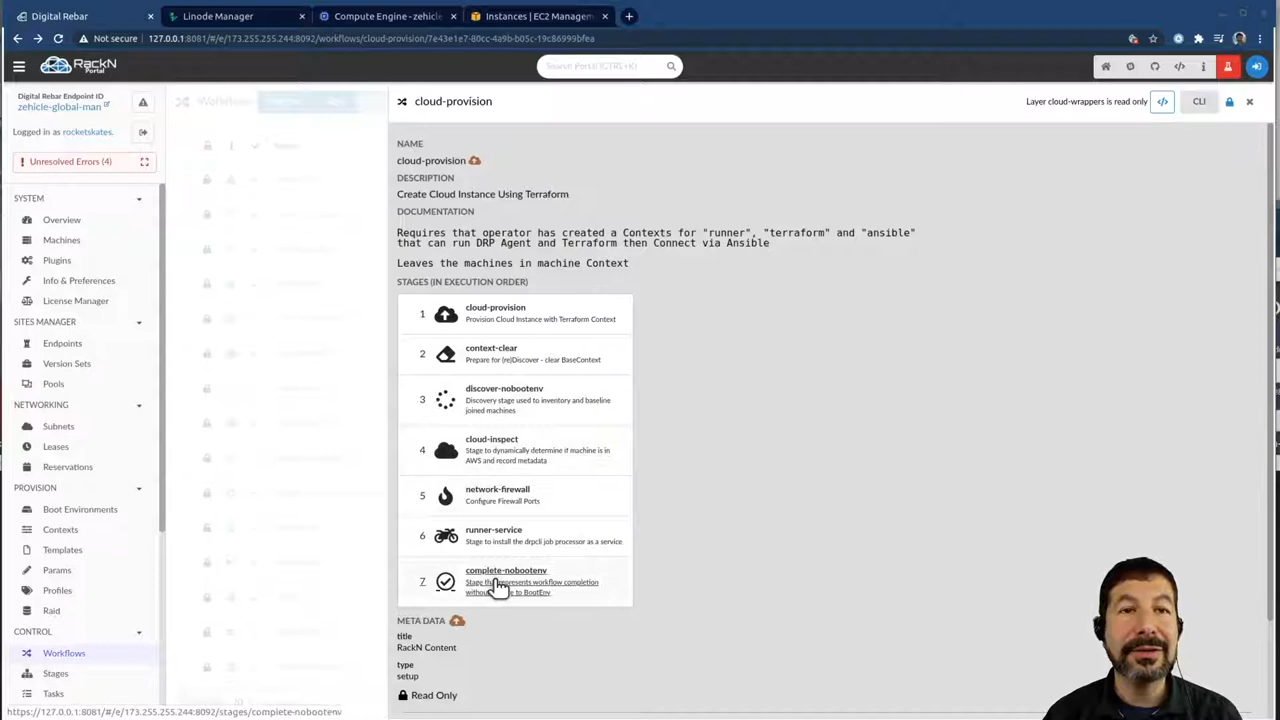 Digital Rebar
Linode Manager
Compute Engine - zehicle
Instances | EC2 Managem
Not secure
127.0.0.1:8081/#/e/173.255.255.244:8092/workflows/cloud-provision/7e43e1e7-80cc-4a9b-b05c-19c86999bfea
RackN
Portal
Search Portal (CTRL+K)
Digital Rebar Endpoint ID
zehicle-global-man
Logged in as rocketskates.
Unresolved Errors (4)
SYSTEM
Overview
Machines
Plugins
Info & Preferences
License Manager
SITES MANAGER
Endpoints
Version Sets
Pools
NETWORKING
Subnets
Leases
Reservations
PROVISION
Boot Environments
Contexts
Templates
Params
Profiles
Raid
CONTROL
Workflows
Stages
Tasks
Workflows
cloud-provision
Layer cloud-wrappers is read only
CLI
NAME
cloud-provision
DESCRIPTION
Create Cloud Instance Using Terraform
DOCUMENTATION
Requires that operator has created a Contexts for "runner", "terraform" and "ansible"
that can run DRP Agent and Terraform then Connect via Ansible
Leaves the machines in machine Context
STAGES (IN EXECUTION ORDER)
1
cloud-provision
Provision Cloud Instance with Terraform Context
2
context-clear
Prepare for (re)Discover - clear BaseContext
3
discover-nobootenv
Discovery stage used to inventory and baseline
joined machines
4
cloud-inspect
Stage to dynamically determine if machine is in
AWS and record metadata
5
network-firewall
Configure Firewall Ports
6
runner-service
Stage to install the drpcli job processor as a service
7
complete-nobootenv
Stage th presents workflow completion
withou e to BootEnv
META DATA
title
RackN Content
type
setup
Read Only
https://127.0.0.1:8081/#/e/173.255.255.244:8092/stages/complete-nobootenv